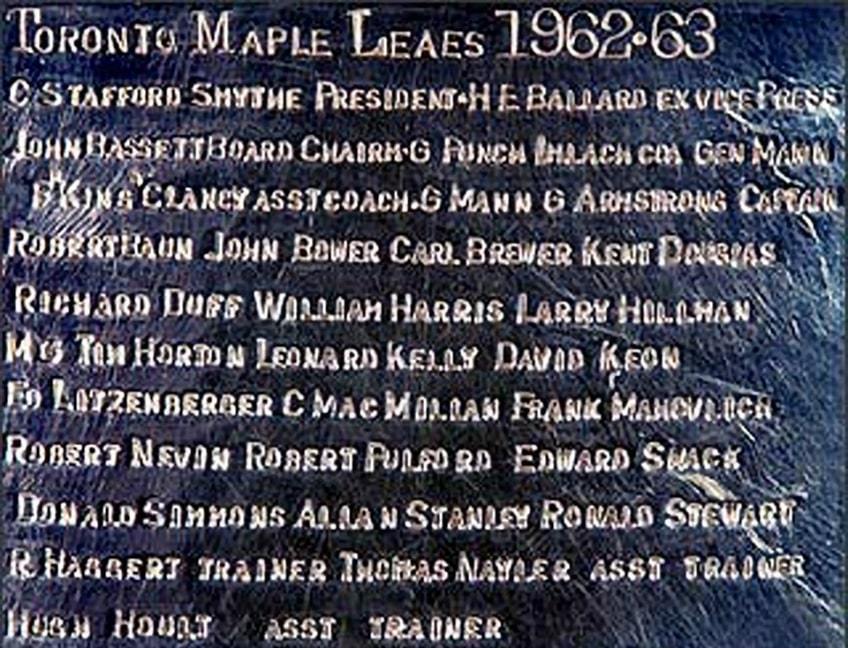 TORONTO MAPLE LEAES 1962·63
C STAFFORD SMYTHE PRESIDENT·H E BALLARD EX VICE PRESS
JOHN BASSETT BOARD CHAIRM·G PUNCH IMLACH COA GEN MANN
F"KING"CLANCY ASST COACH·G MANN G ARMSTRONG CAPTAIN
ROBERT BAUN JOHN BOWER CARL BREWER KENT DOUGLAS
RICHARD DUFF WILLIAM HARRIS LARRY HILLMAN
TIM HORTON LEONARD KELLY DAVID KEON
ED LITZENBERGER C MACMILLAN FRANK MAHOVLICH
ROBERT NEVIN ROBERT PULFORD EDWARD SHACK
DONALD SIMMONS ALLAN STANLEY RONALD STEWART
R HAGGERT TRAINER THOMAS NAYLER ASST TRAINER
HUGH HOULT ASST TRAINER